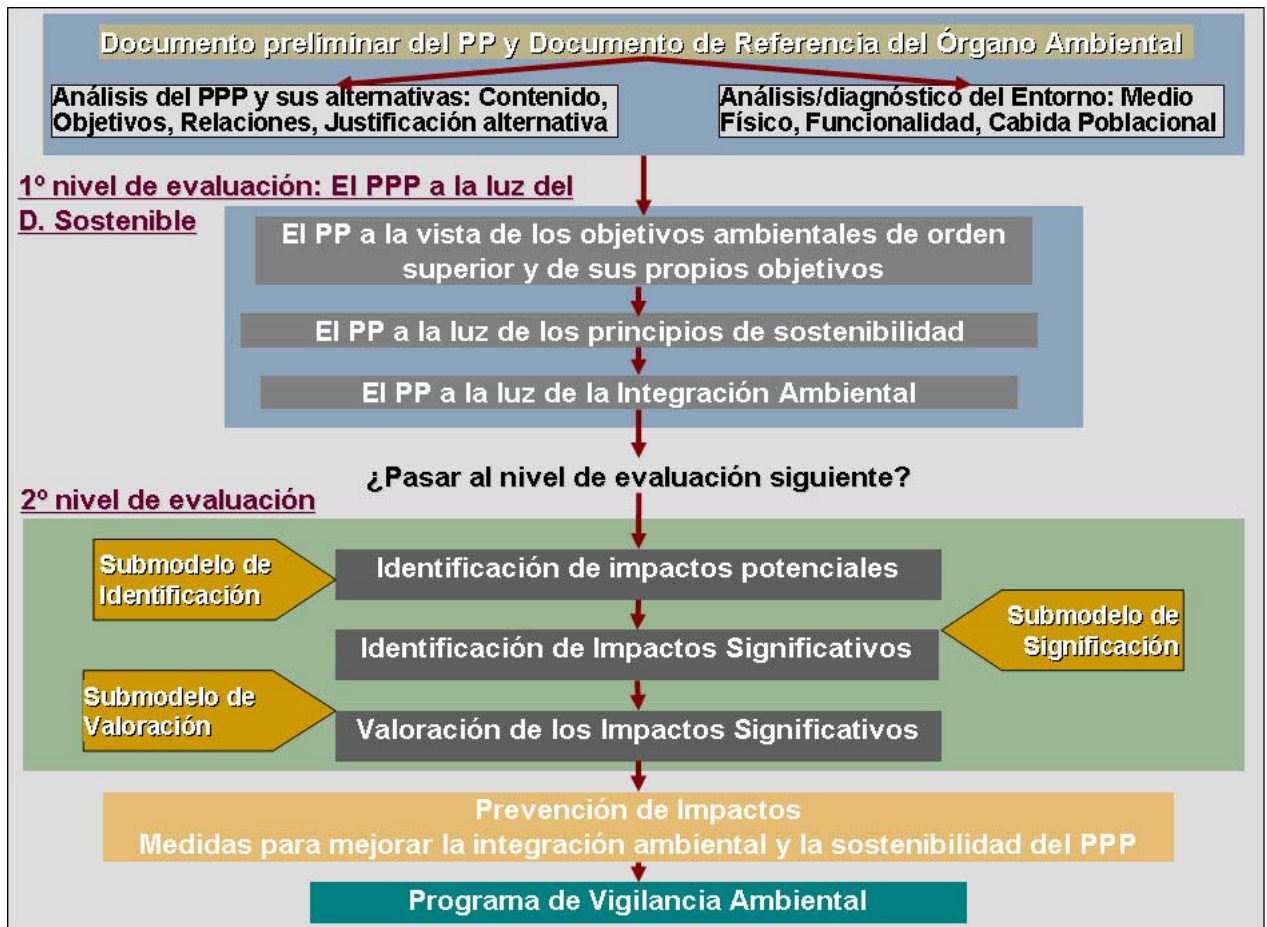 Documento preliminar del PP y Documento de Referencia del Órgano Ambiental
Análisis del PPP y sus alternativas: Contenido,
Objetivos, Relaciones, Justificación alternativa
Análisis/diagnóstico del Entorno: Medio
Físico, Funcionalidad, Cabida Poblacional
1º nivel de evaluación: El PPP a la luz del
D. Sostenible
El PP a la vista de los objetivos ambientales de orden
superior y de sus propios objetivos
El PP a la luz de los principios de sostenibilidad
El PP a la luz de la Integración Ambiental
¿Pasar al nivel de evaluación siguiente?
2º nivel de evaluación
Submodelo de
Identificación
Identificación de impactos potenciales
Submodelo de
Significación
Identificación de Impactos Significativos
Submodelo de
Valoración
Valoración de los Impactos Significativos
Prevención de Impactos
Medidas para mejorar la integración ambiental y la sostenibilidad del PPP
Programa de Vigilancia Ambiental